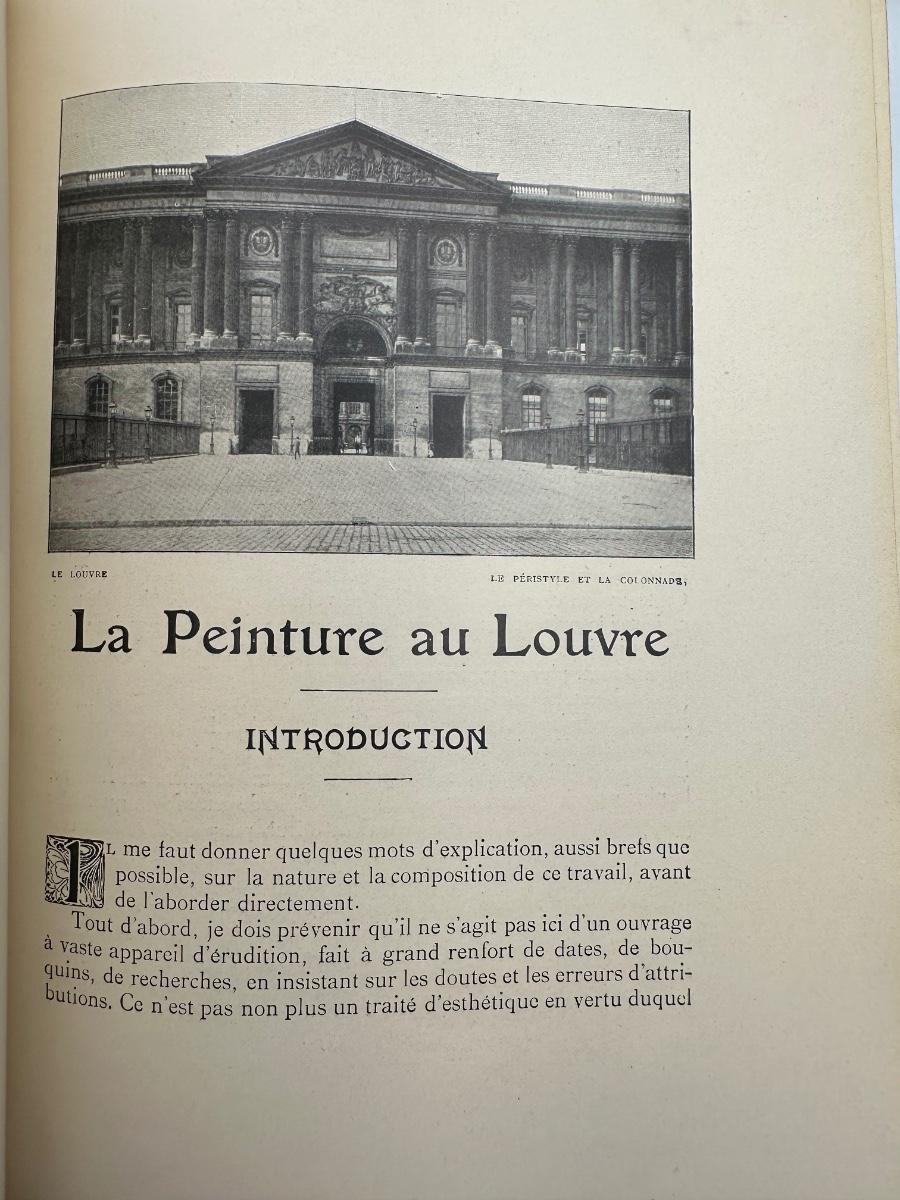 LE LOUVRE
LE PÉRISTYLE ET LA COLONNADE,
La Peinture au Louvre
INTRODUCTION
IL me faut donner quelques mots d'explication, aussi brefs que
possible, sur la nature et la composition de ce travail, avant
de l'aborder directement.
Tout d'abord, je dois prévenir qu'il ne s'agit pas ici d'un ouvrage
à vaste appareil d'érudition, fait à grand renfort de dates, de bou-
quins, de recherches, en insistant sur les doutes et les erreurs d'attri-
butions. Ce n'est pas non plus un traité d'esthétique en vertu duquel